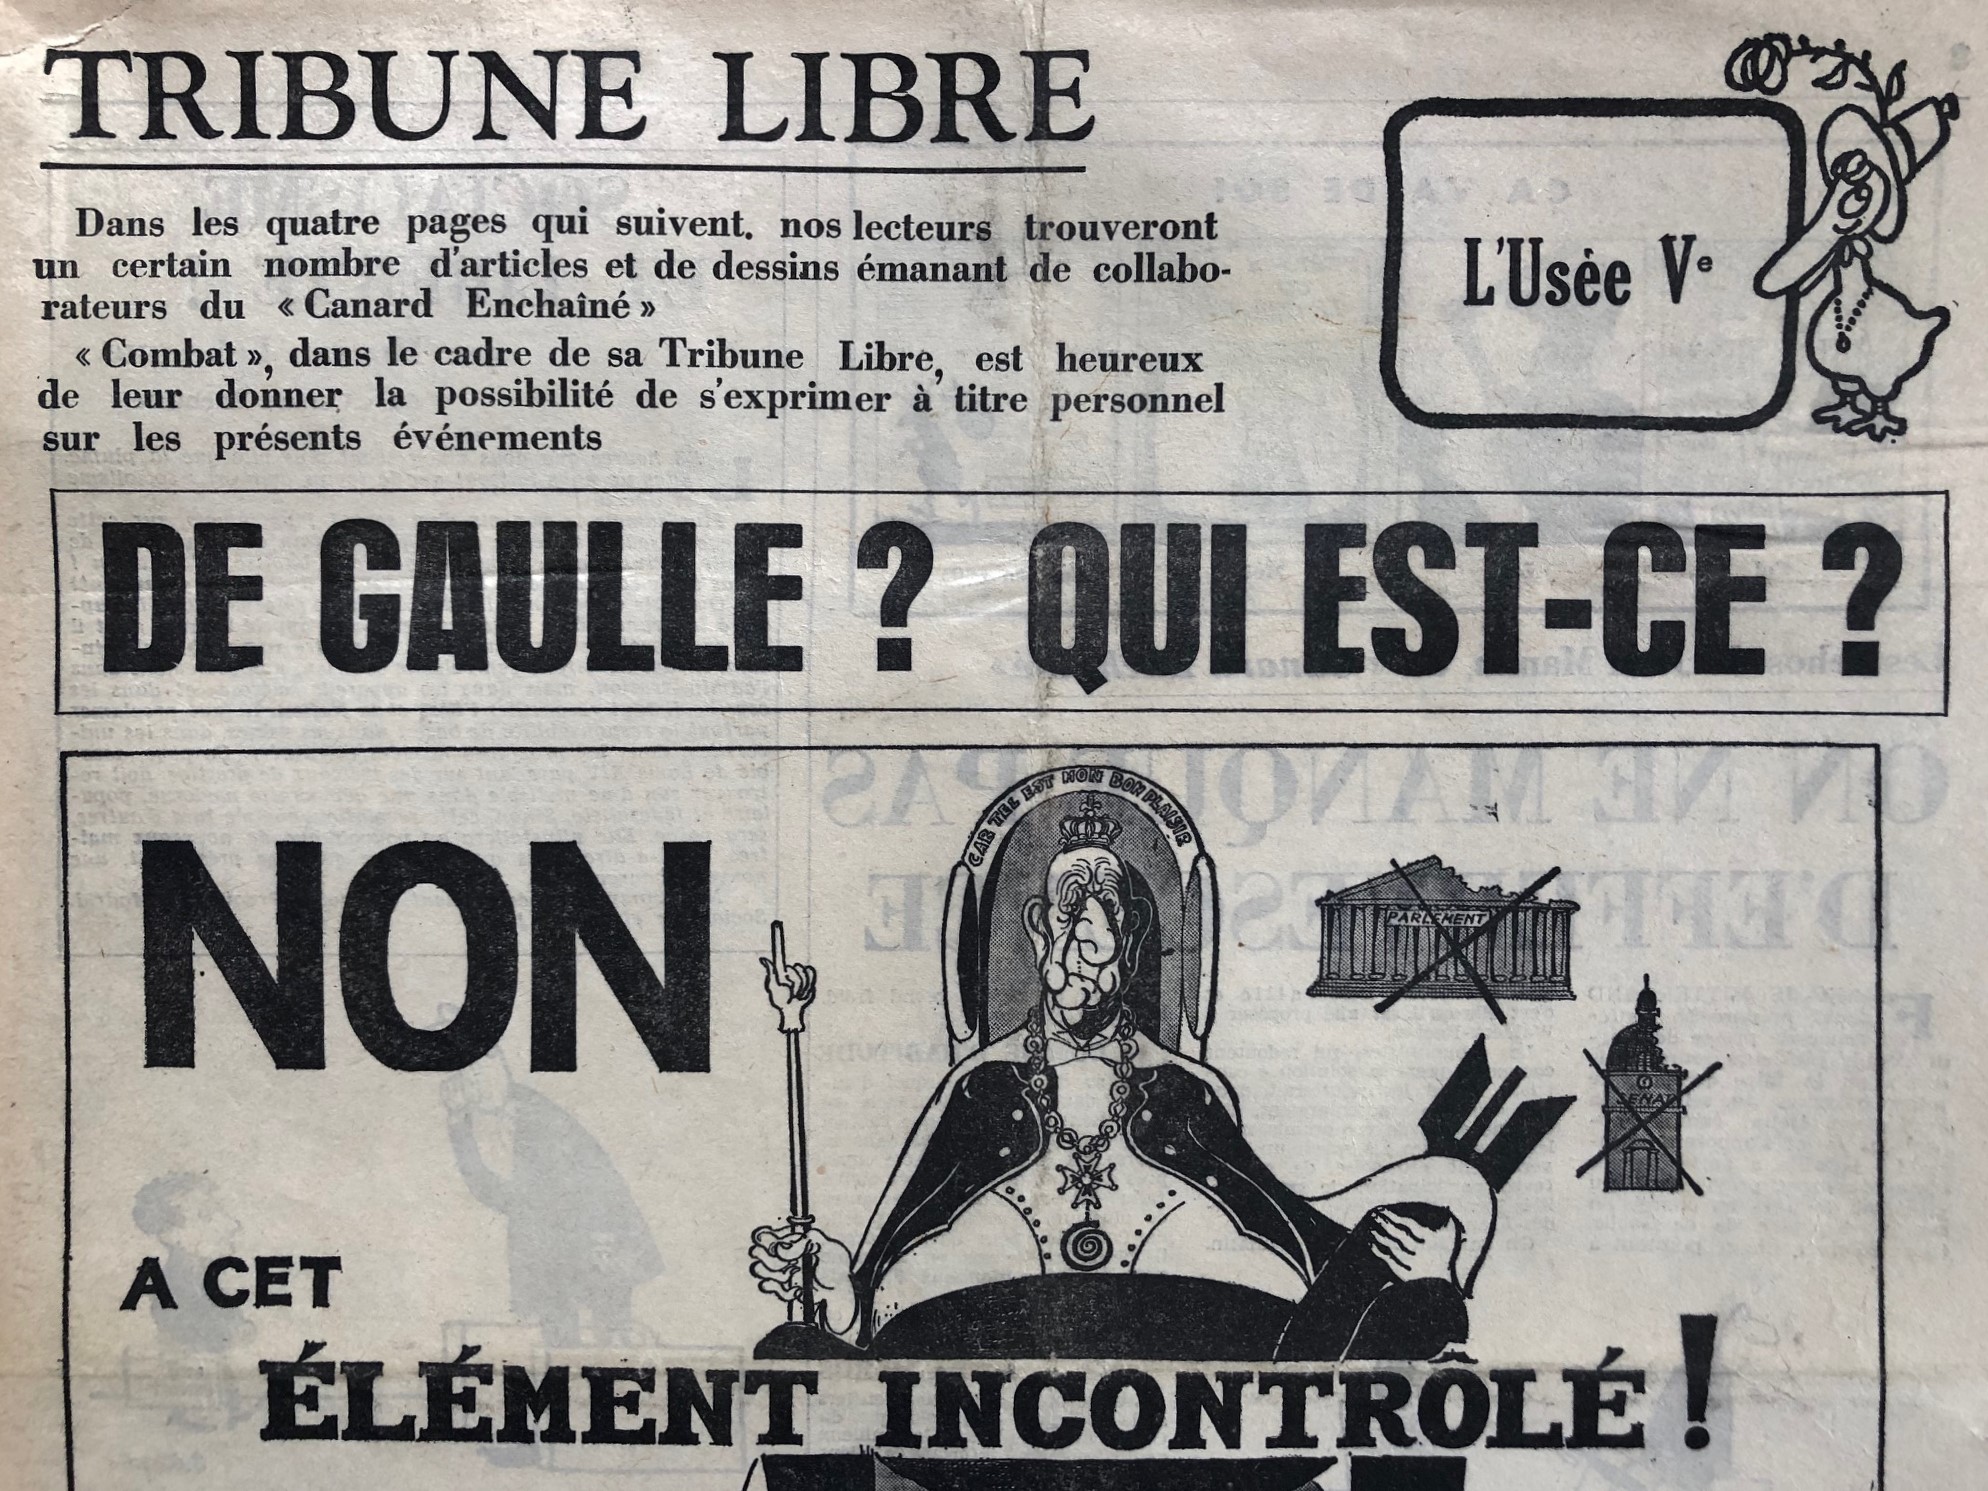 TRIBUNE LIBRE
Dans les quatre pages qui suivent. nos lecteurs trouveront
un certain nombre d'articles et de dessins émanant de collabo-
rateurs du « Canard Enchaîné »
« Combat », dans le cadre de sa Tribune Libre, est heureux
de leur donner la possibilité de s'exprimer à titre personnel
sur les présents événements
L'Usèe Ve
DE GAULLE ? QUI EST-CE ?
CAR TEL EST MON BON PLAISIR
NON
PARLEMENT
SENAT
A CET
ÉLÉMENT INCONTRÔLÉ !